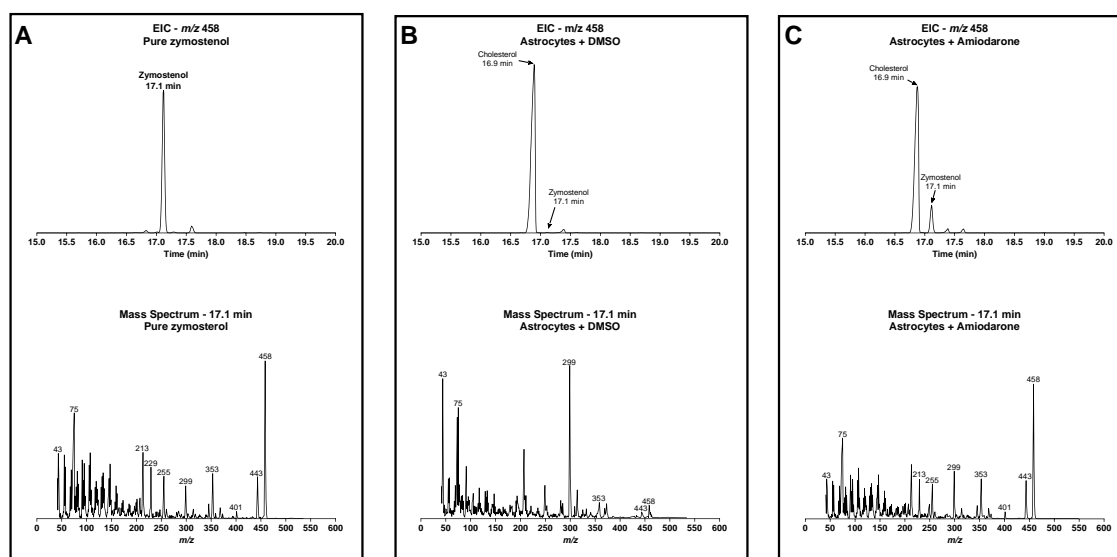 A
EIC - m/z 458
Pure zymostenol
Zymostenol
17.1 min
15.0 15.5 16.0 16.5 17.0 17.5 18.0 18.5 19.0 19.5 20.0
Time (min)
Mass Spectrum - 17.1 min
Pure zymosterol
458
75
43
213
229
255
299
353
401
443
0 50 100 150 200 250 300 350 400 450 500 550 600
m/z
B
EIC - m/z 458
Astrocytes + DMSO
Cholesterol
16.9 min
Zymostenol
17.1 min
15.0 15.5 16.0 16.5 17.0 17.5 18.0 18.5 19.0 19.5 20.0
Time (min)
Mass Spectrum - 17.1 min
Astrocytes + DMSO
299
43
75
353
443
458
0 50 100 150 200 250 300 350 400 450 500 550 600
m/z
C
EIC - m/z 458
Astrocytes + Amiodarone
Cholesterol
16.9 min
Zymostenol
17.1 min
15.0 15.5 16.0 16.5 17.0 17.5 18.0 18.5 19.0 19.5 20.0
Time (min)
Mass Spectrum - 17.1 min
Astrocytes + Amiodarone
458
75
43
213
255
299
353
401
443
0 50 100 150 200 250 300 350 400 450 500 550 600
m/z